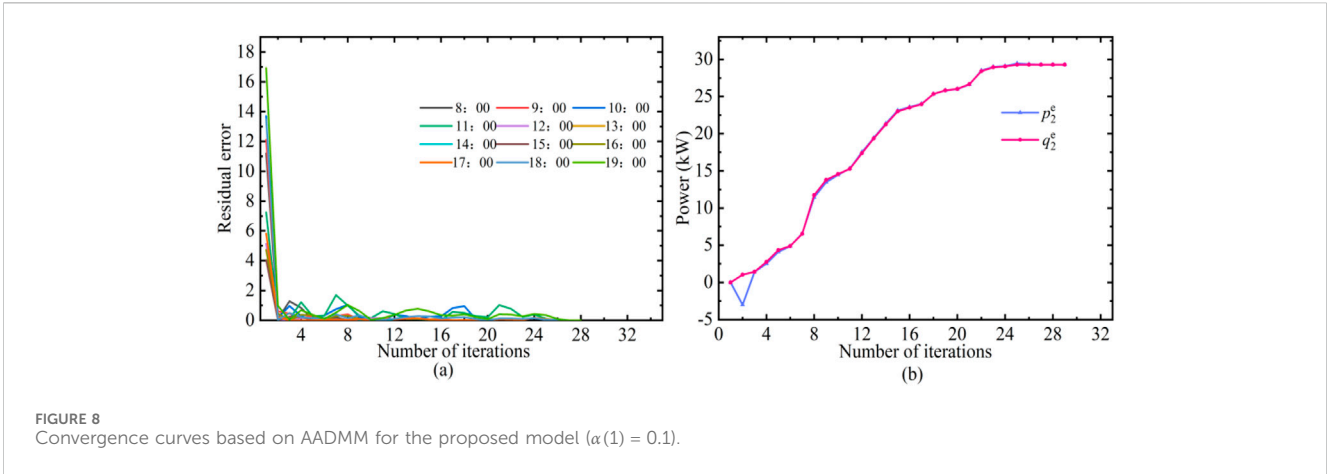 18
16
14
12
10
8
6
4
2
0
Residual error
8：00 9：00 10：00
11：00 12：00 13：00
14：00 15：00 16：00
17：00 18：00 19：00
4 8 12 16 20 24 28 32
Number of iterations
(a)
30
25
20
15
10
5
0
-5
Power (kW)
p₂ᵉ
q₂ᵉ
0 4 8 12 16 20 24 28 32
Number of iterations
(b)
FIGURE 8
Convergence curves based on AADMM for the proposed model (α(1) = 0.1).